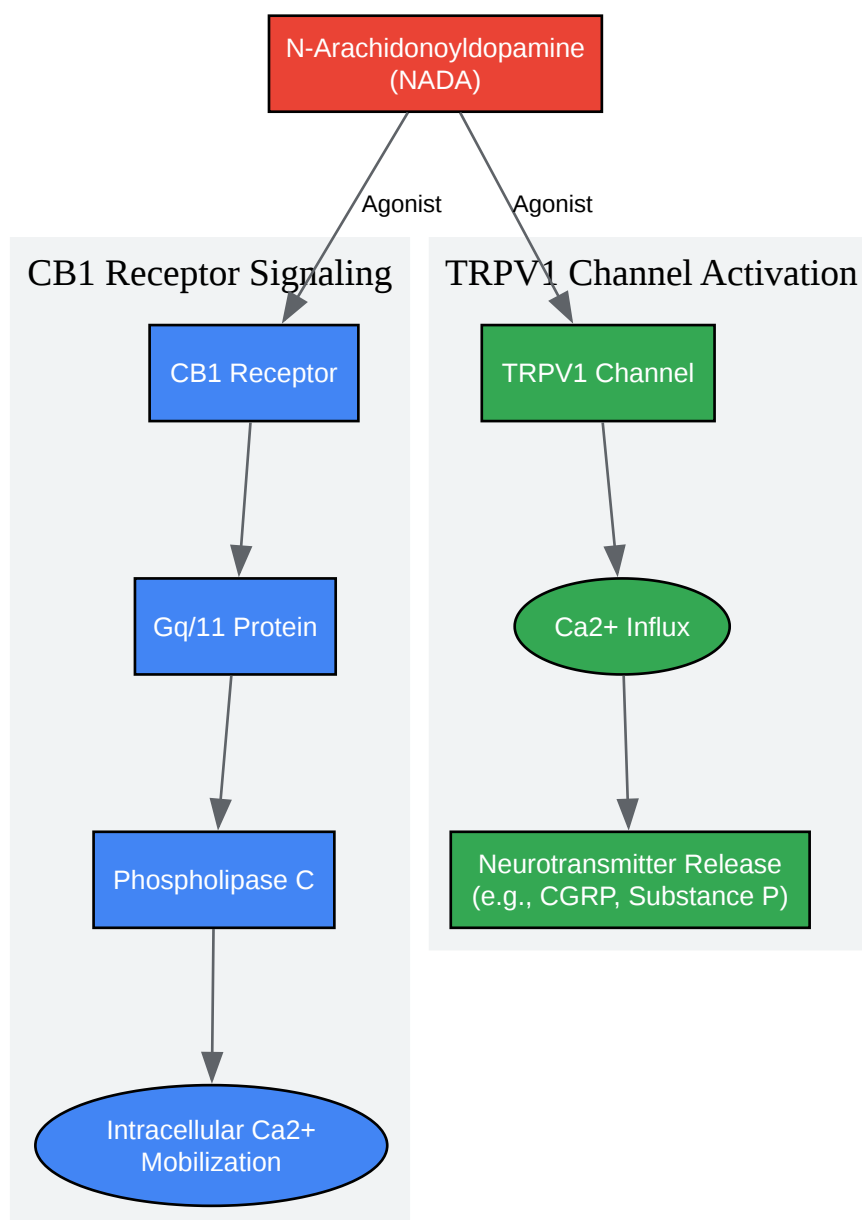 N-Arachidonoyldopamine
(NADA)
Agonist
Agonist
CB1 Receptor Signaling
TRPV1 Channel Activation
CB1 Receptor
TRPV1 Channel
Gq/11 Protein
Ca2+ Influx
Phospholipase C
Neurotransmitter Release
(e.g., CGRP, Substance P)
Intracellular Ca2+
Mobilization